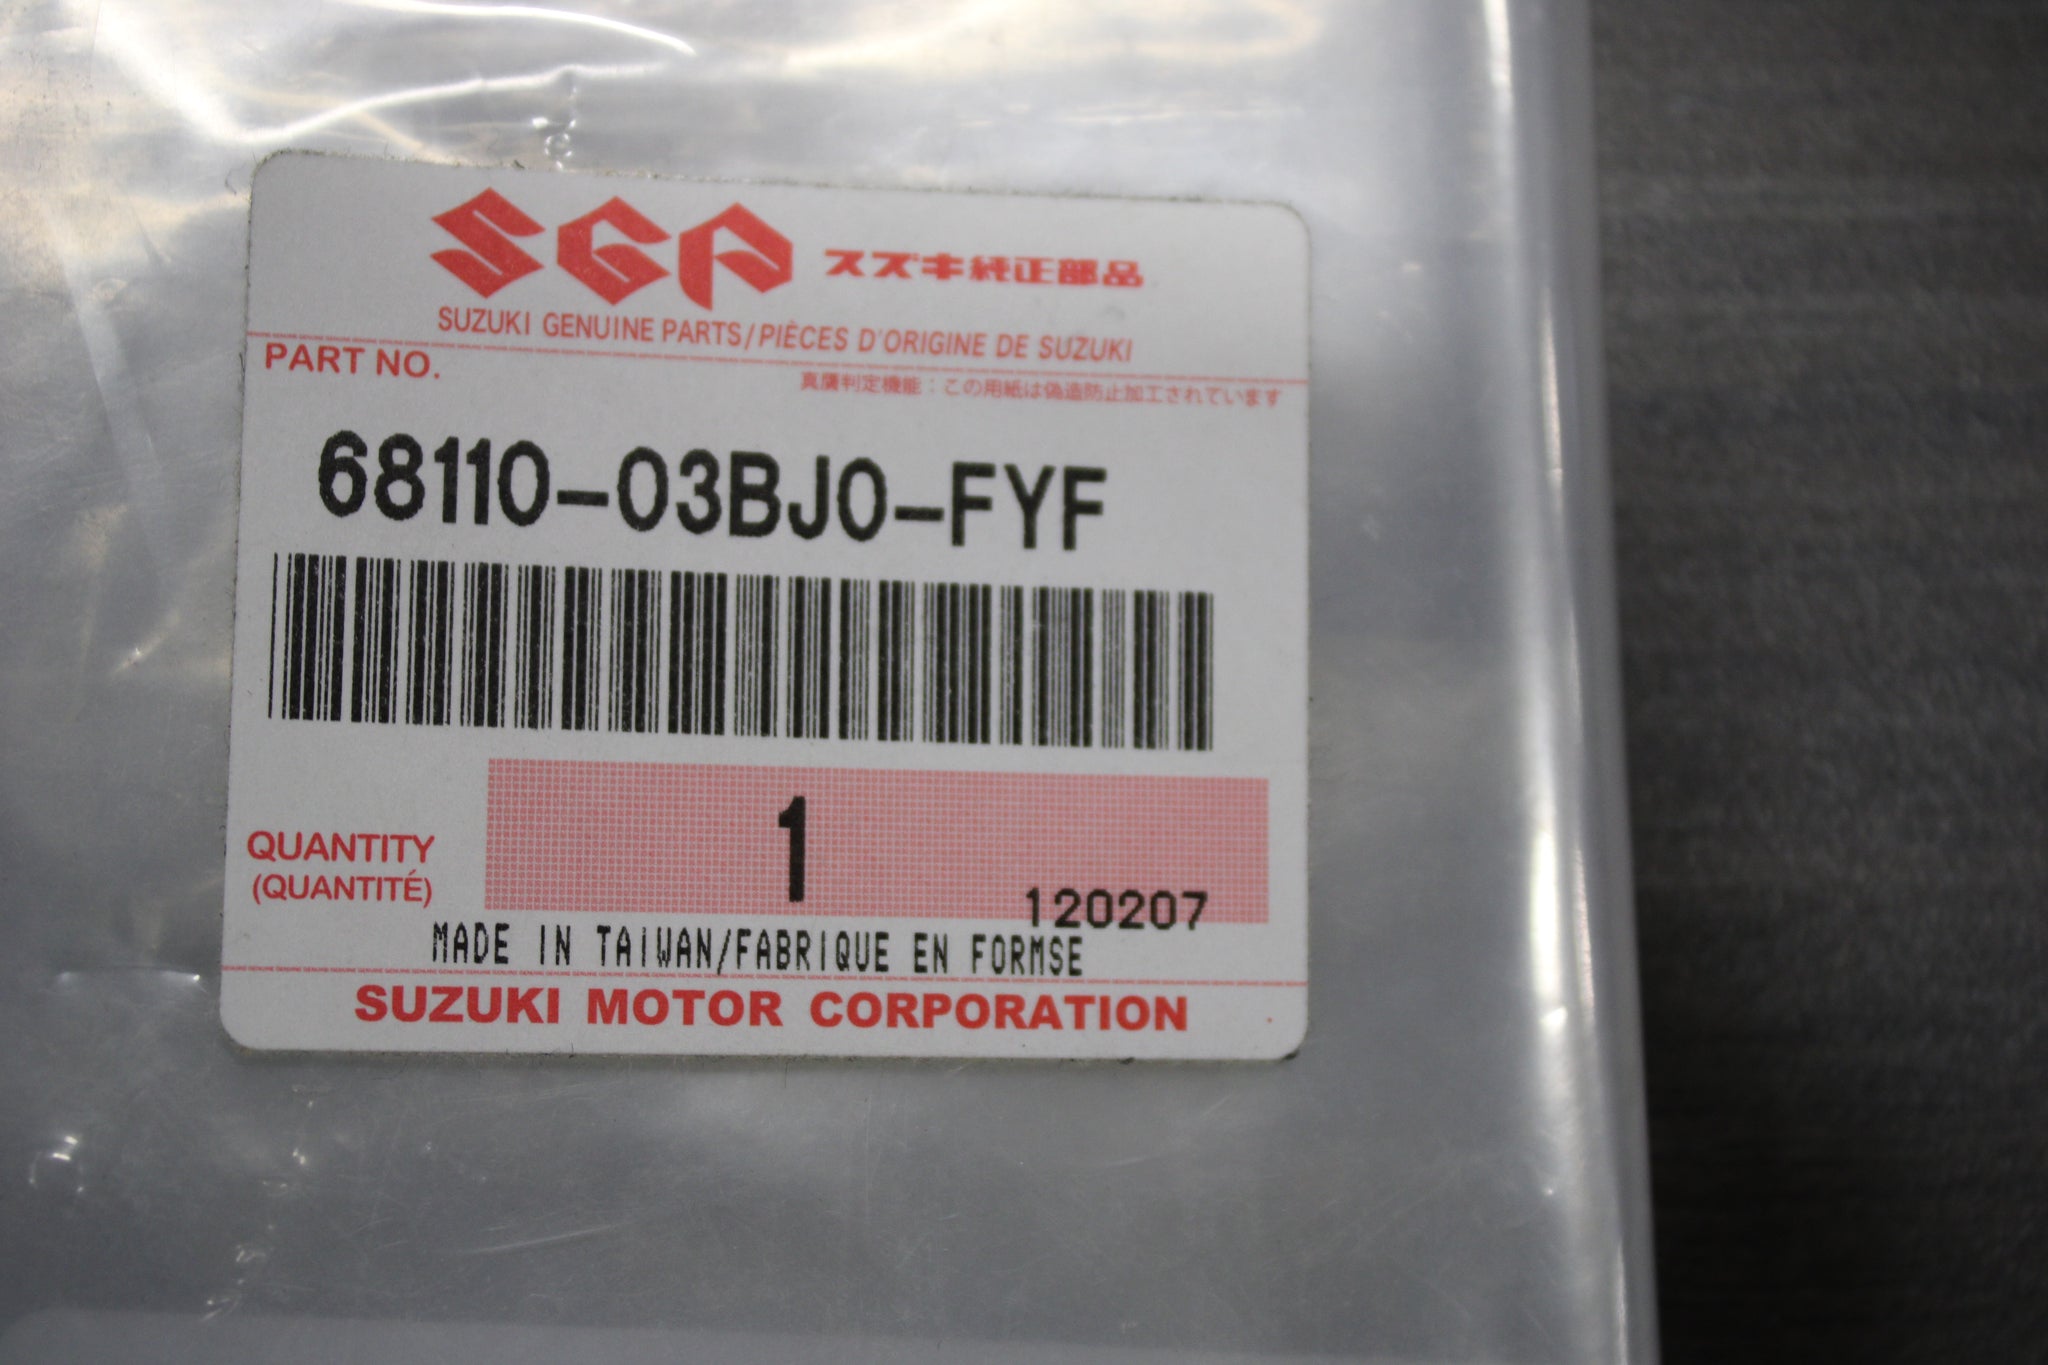 SGP スズキ純正部品
SUZUKI GENUINE PARTS/PIÈCES D'ORIGINE DE SUZUKI
PART NO.
真贋判定機能：この用紙は偽造防止加工されています
68110-03BJ0-FYF
1
QUANTITY
(QUANTITÉ)
120207
MADE IN TAIWAN/FABRIQUE EN FORMSE
SUZUKI MOTOR CORPORATION